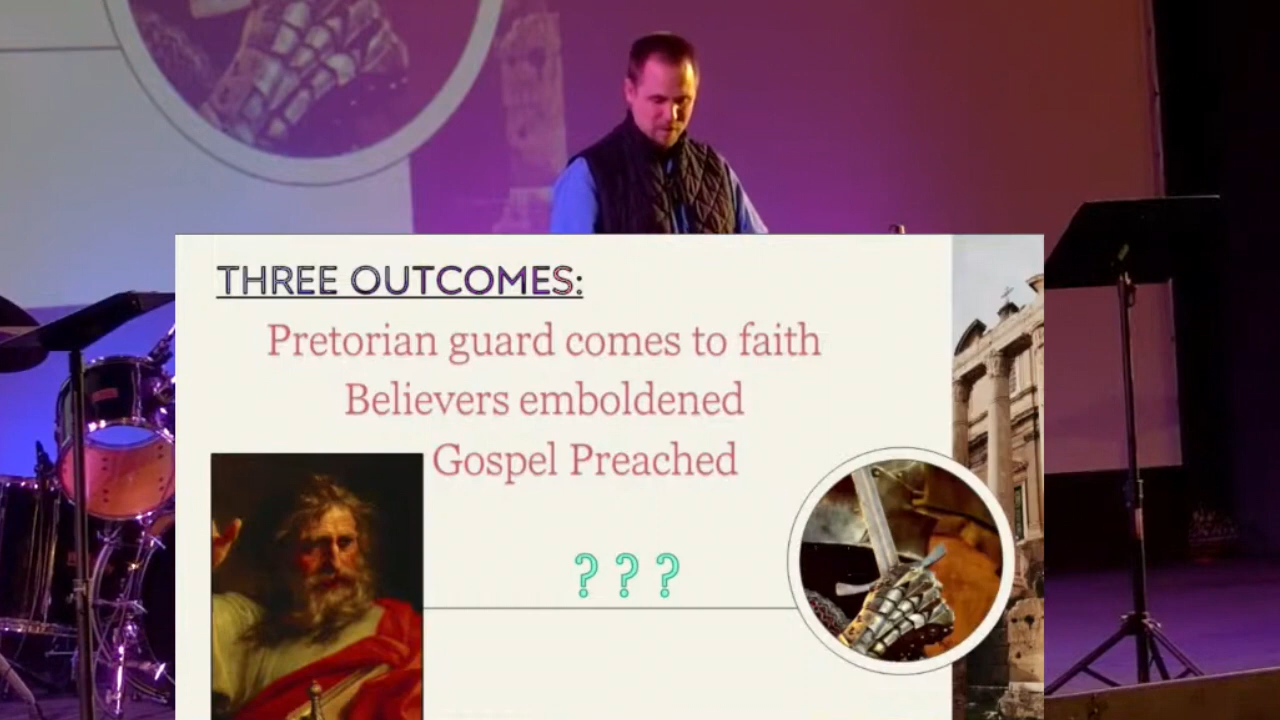 THREE OUTCOMES:
Pretorian guard comes to faith
Believers emboldened
Gospel Preached
? ? ?